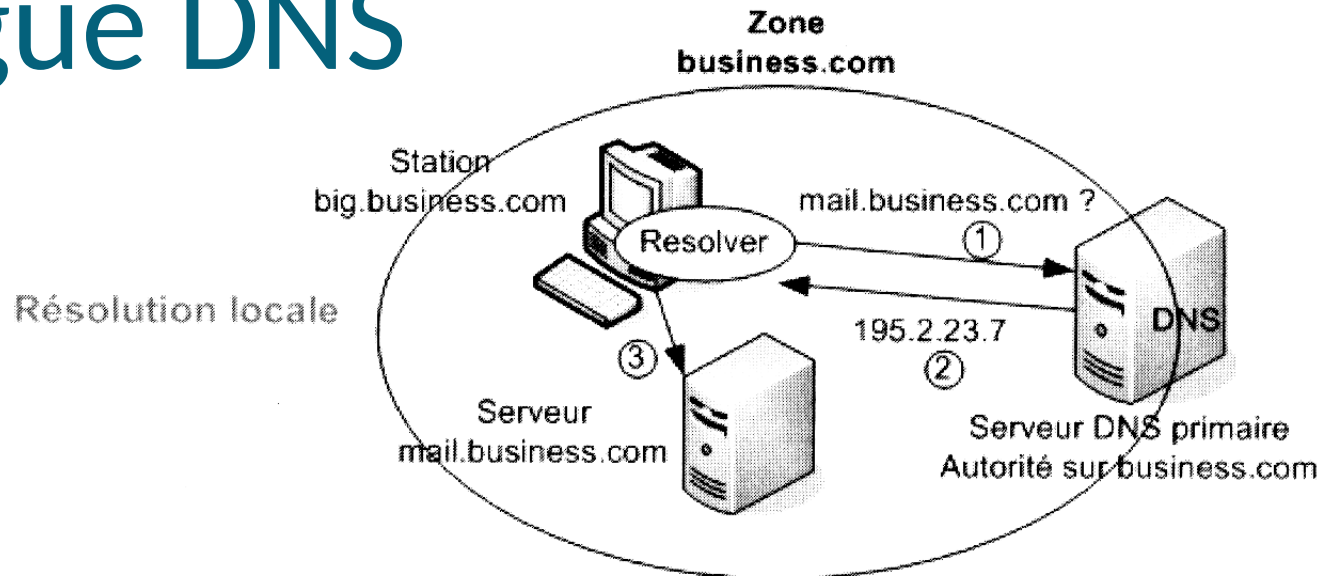 gue DNS
Zone
business.com
Station
big.business.com
mail.business.com ?
Resolver
1
Résolution locale
DNS
195.2.23.7
2
3
Serveur
mail.business.com
Serveur DNS primaire
Autorité sur business.com